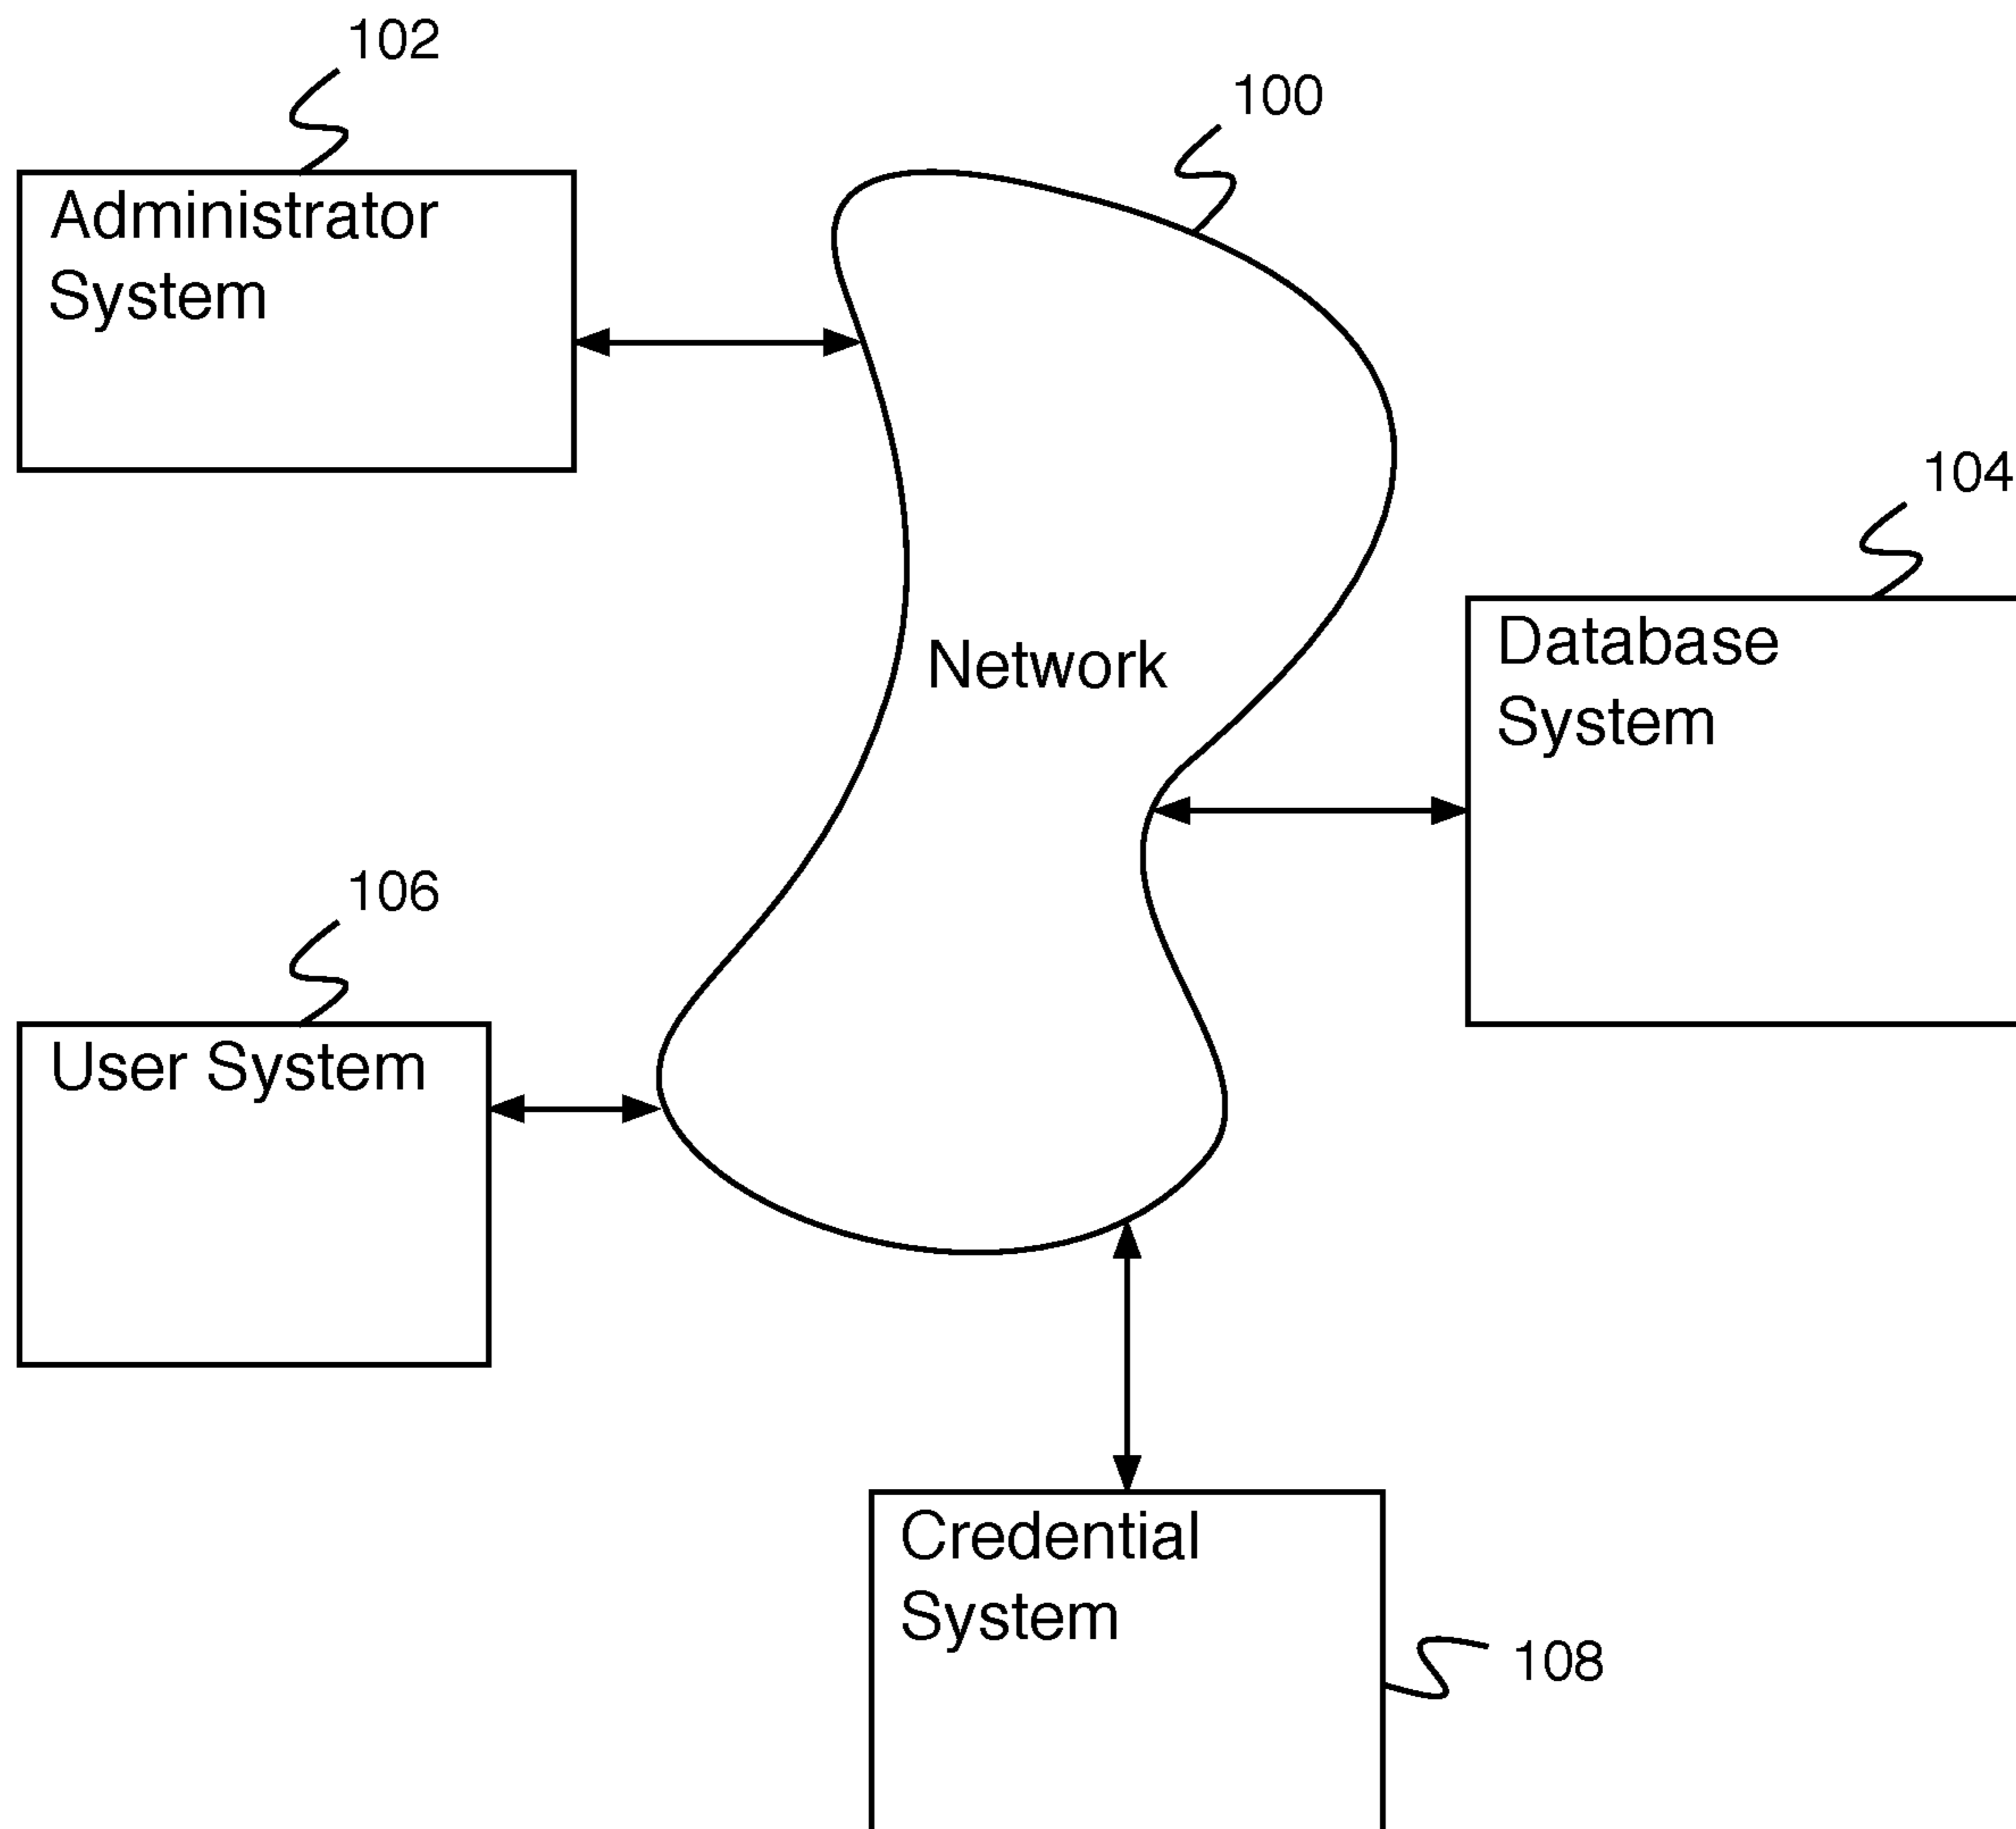 102
100
Administrator
System
104
Network
Database
System
106
User System
Credential
System
108